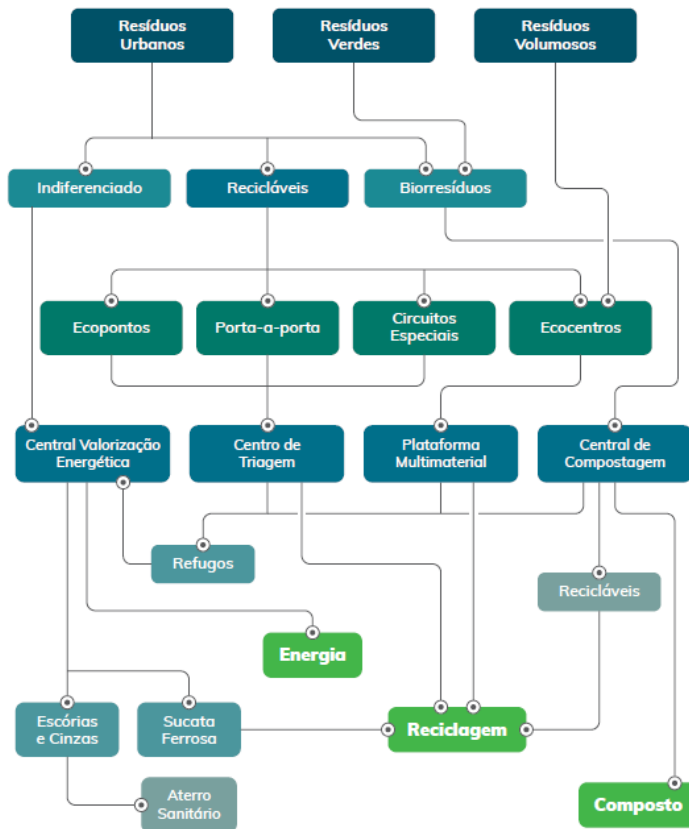 Resíduos
Urbanos
Resíduos
Verdes
Resíduos
Volumosos
Indiferenciado
Recicláveis
Biorresíduos
Ecopontos
Porta-a-porta
Circuitos
Especiais
Ecocentros
Central Valorização
Energética
Centro de
Triagem
Plataforma
Multimaterial
Central de
Compostagem
Refugos
Recicláveis
Energia
Escórias
e Cinzas
Sucata
Ferrosa
Reciclagem
Aterro
Sanitário
Composto